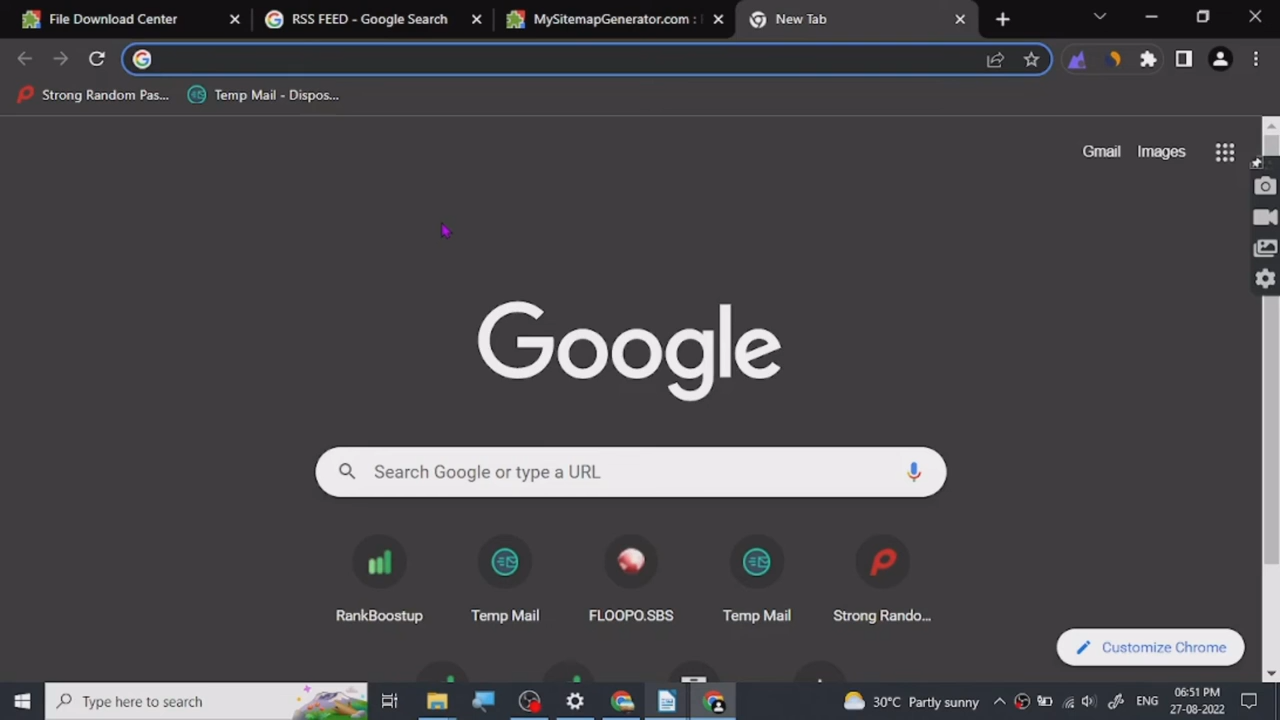 File Download Center
RSS FEED - Google Search
MySitemapGenerator.com :
New Tab
Strong Random Pas...
Temp Mail - Dispos...
Gmail
Images
Google
Search Google or type a URL
RankBoostup
Temp Mail
FLOOPO.SBS
Temp Mail
Strong Rando...
Customize Chrome
Type here to search
30°C Partly sunny
ENG
06:51 PM
27-08-2022